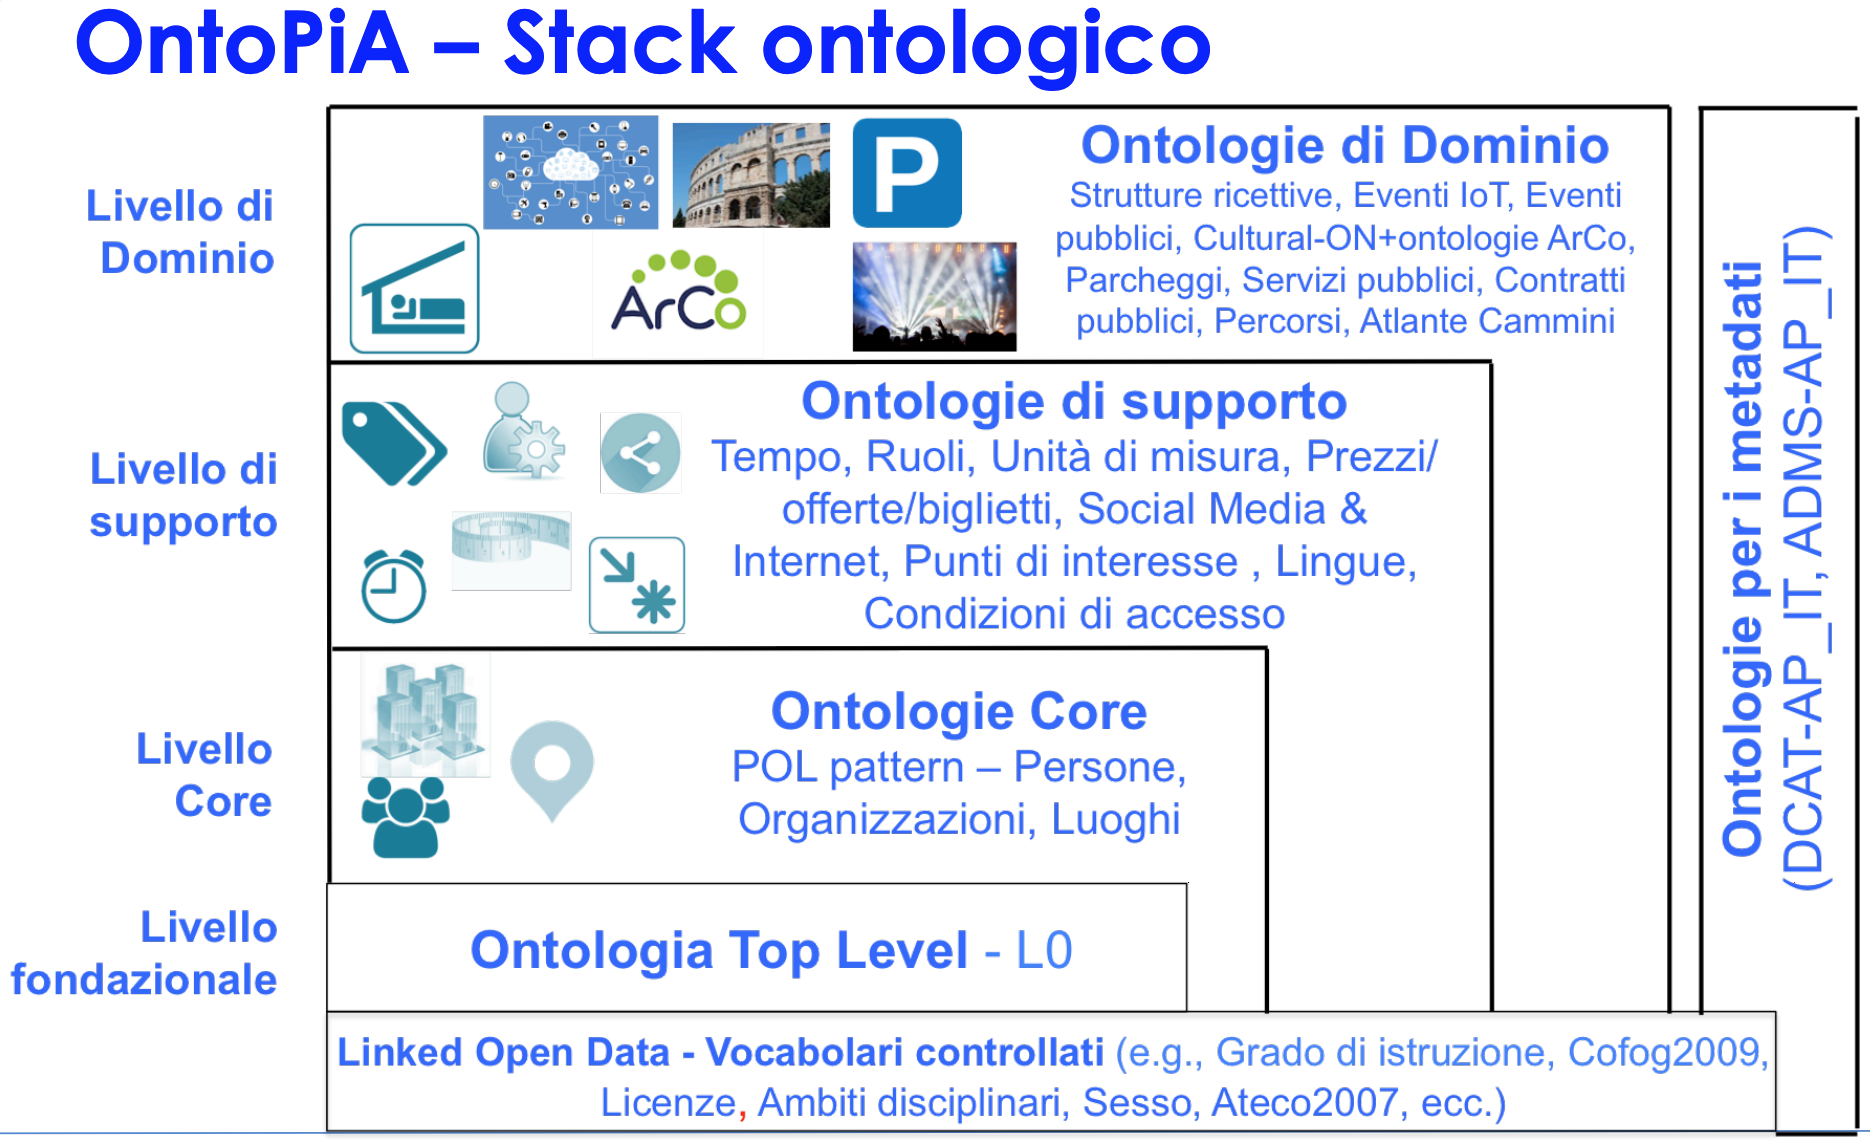 OntoPiA – Stack ontologico
Livello di
Dominio
P
ArCo
Ontologie di Dominio
Strutture ricettive, Eventi IoT, Eventi
pubblici, Cultural-ON+ontologie ArCo,
Parcheggi, Servizi pubblici, Contratti
pubblici, Percorsi, Atlante Cammini
Livello di
supporto
Ontologie di supporto
Tempo, Ruoli, Unità di misura, Prezzi/
offerte/biglietti, Social Media &
Internet, Punti di interesse , Lingue,
Condizioni di accesso
Livello
Core
Ontologie Core
POL pattern – Persone,
Organizzazioni, Luoghi
Livello
fondazionale
Ontologia Top Level - L0
Linked Open Data - Vocabolari controllati (e.g., Grado di istruzione, Cofog2009,
Licenze, Ambiti disciplinari, Sesso, Ateco2007, ecc.)
Ontologie per i metadati
(DCAT-AP_IT, ADMS-AP_IT)